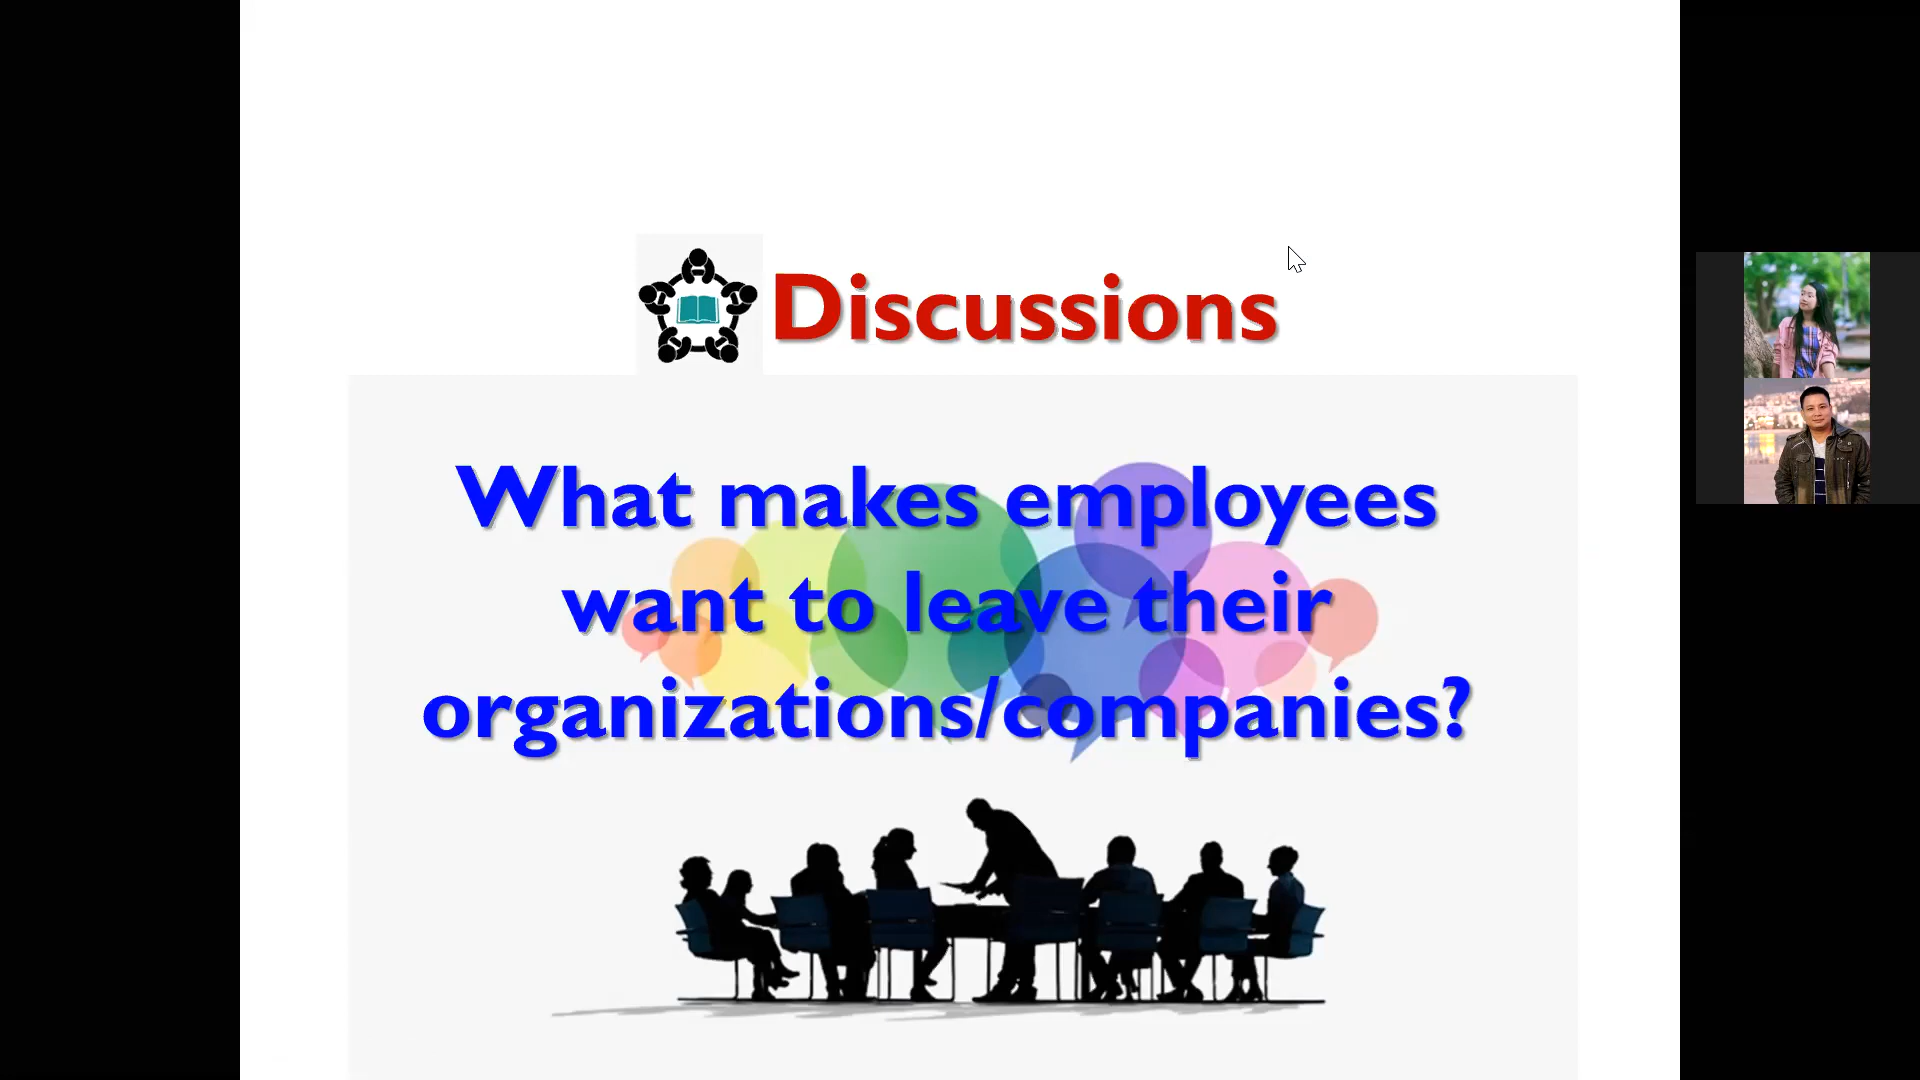 Discussions
What makes employees
want to leave their
organizations/companies?